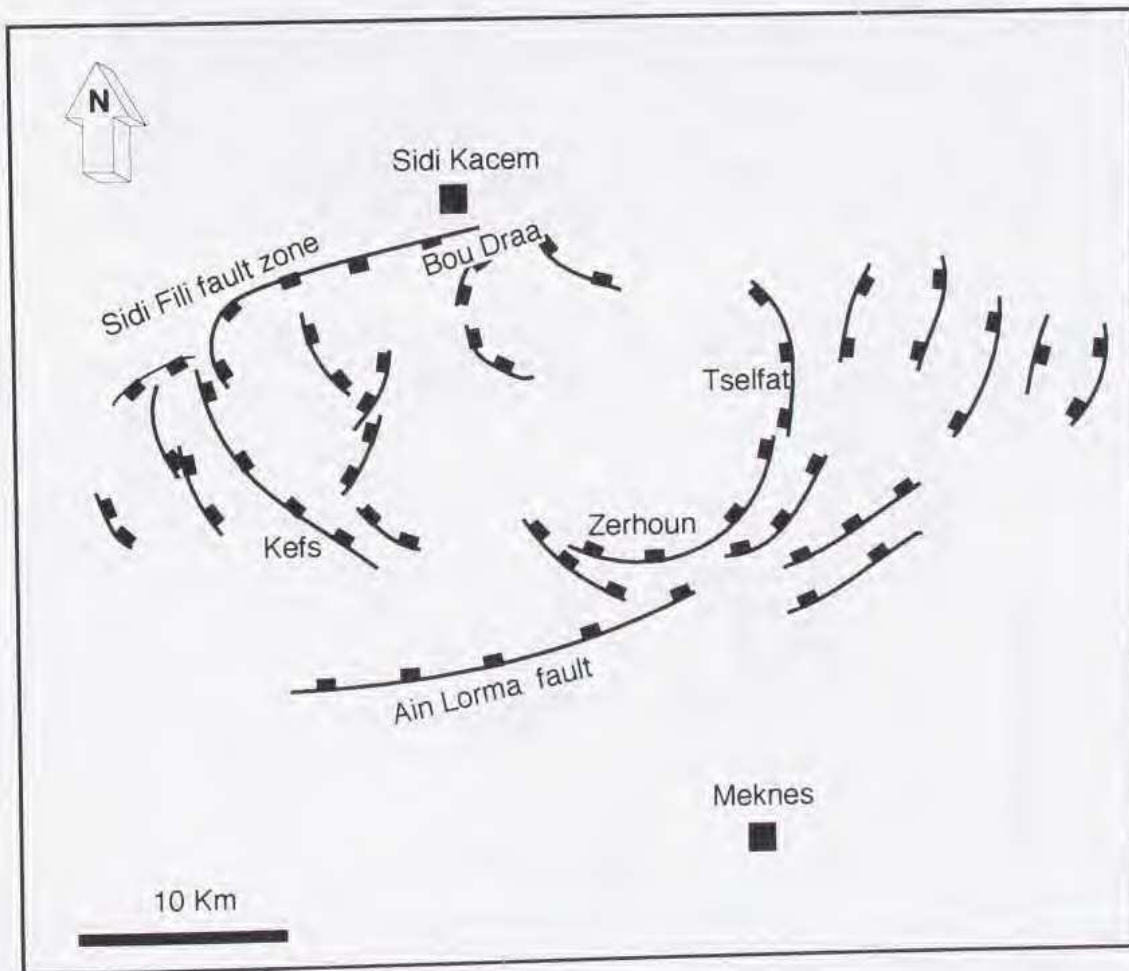 N
Sidi Kacem
Sidi Fili fault zone
Bou Draa
Tselfat
Zerhoun
Kefs
Ain Lorma fault
Meknes
10 Km